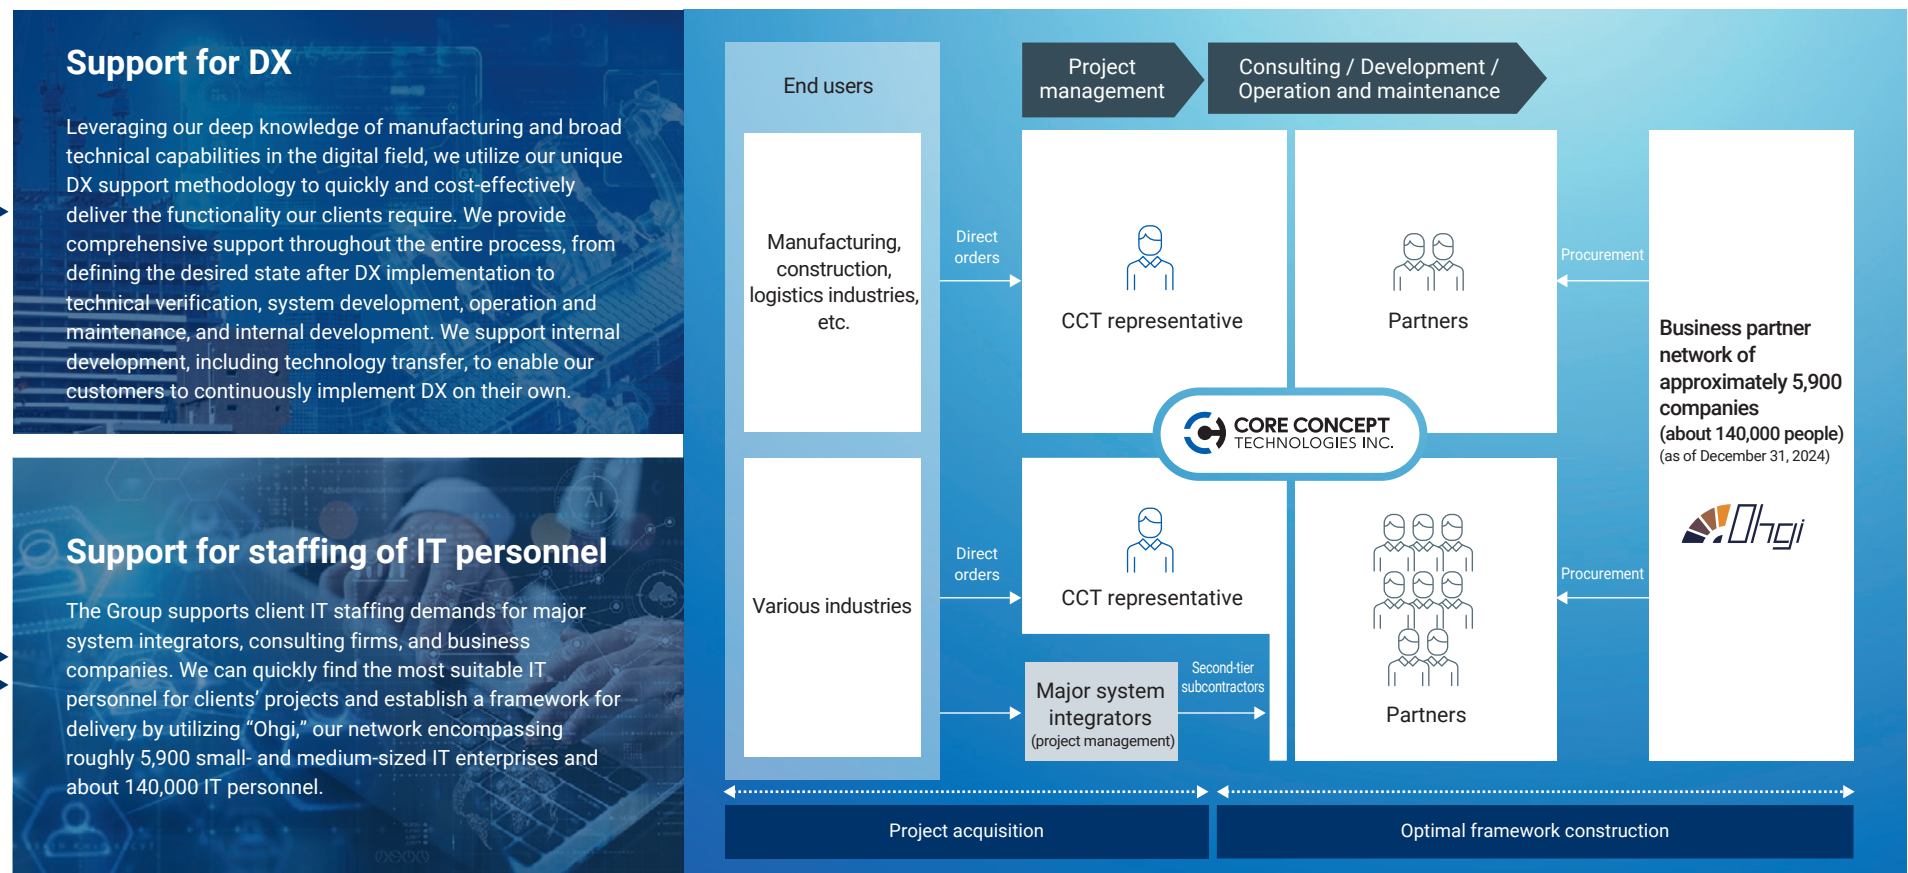 Support for DX
Leveraging our deep knowledge of manufacturing and broad
technical capabilities in the digital field, we utilize our unique
DX support methodology to quickly and cost-effectively
deliver the functionality our clients require. We provide
comprehensive support throughout the entire process, from
defining the desired state after DX implementation to
technical verification, system development, operation and
maintenance, and internal development. We support internal
development, including technology transfer, to enable our
customers to continuously implement DX on their own.
Support for staffing of IT personnel
The Group supports client IT staffing demands for major
system integrators, consulting firms, and business
companies. We can quickly find the most suitable IT
personnel for clients’ projects and establish a framework for
delivery by utilizing “Ohgi,” our network encompassing
roughly 5,900 small- and medium-sized IT enterprises and
about 140,000 IT personnel.
AI
End users
Project
management
Consulting / Development /
Operation and maintenance
Manufacturing,
construction,
logistics industries,
etc.
Direct
orders
CCT representative
Partners
Procurement
CORE CONCEPT
TECHNOLOGIES INC.
Various industries
Direct
orders
CCT representative
Major system
integrators
(project management)
Second-tier
subcontractors
Partners
Procurement
Business partner
network of
approximately 5,900
companies
(about 140,000 people)
(as of December 31, 2024)
Ohgi
Project acquisition
Optimal framework construction